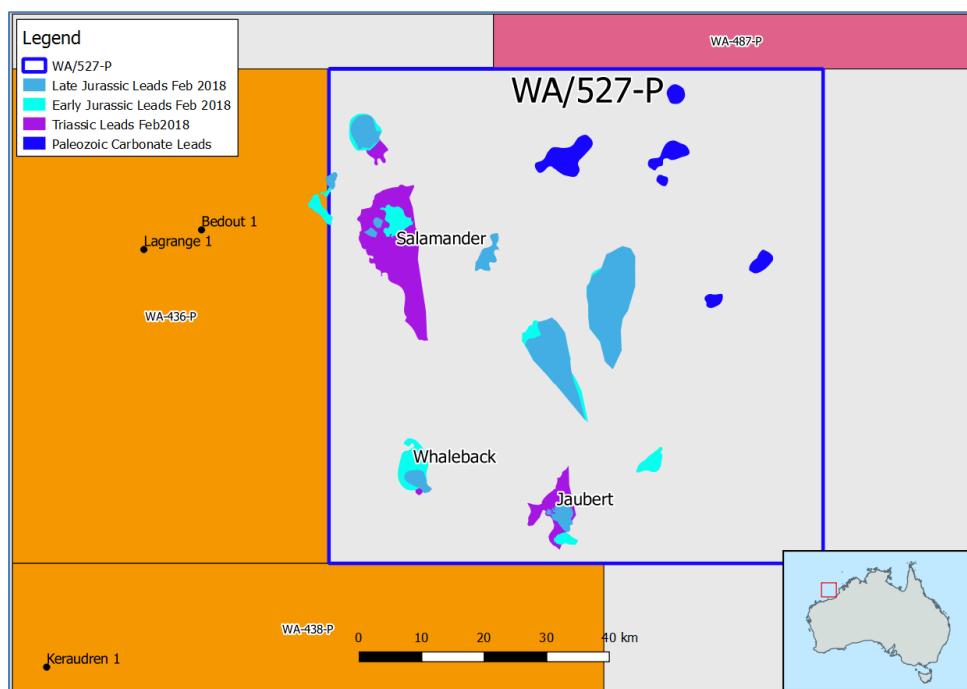 Legend
WA/527-P
Late Jurassic Leads Feb 2018
Early Jurassic Leads Feb 2018
Triassic Leads Feb2018
Paleozoic Carbonate Leads
WA-487-P
WA/527-P
Bedout 1
Lagrange 1
Salamander
WA-436-P
Whaleback
Jaubert
WA-438-P
0 10 20 30 40 km
Keraudren 1